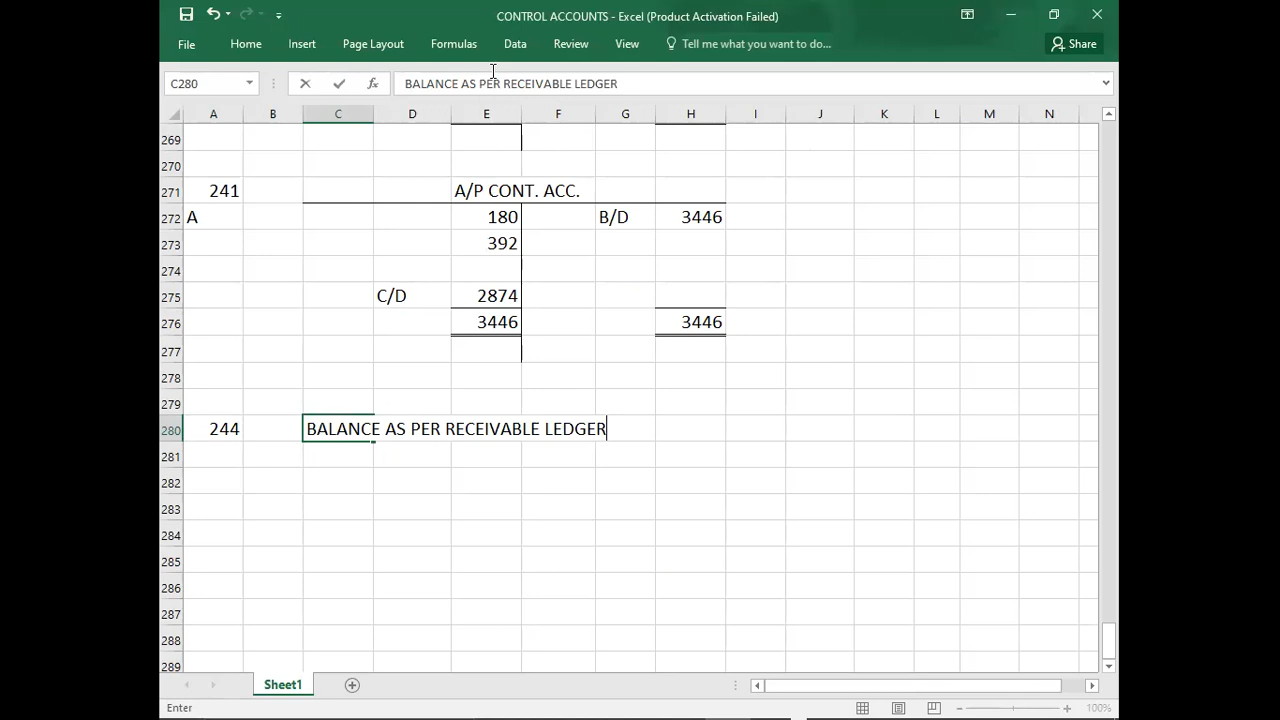 CONTROL ACCOUNTS - Excel (Product Activation Failed)
File Home Insert Page Layout Formulas Data Review View Tell me what you want to do... Share
C280 fx BALANCE AS PER RECEIVABLE LEDGER
A B C D E F G H I J K L M N
269
270
271 241 A/P CONT. ACC.
272 A 180 B/D 3446
273 392
274
275 C/D 2874
276 3446 3446
277
278
279
280 244 BALANCE AS PER RECEIVABLE LEDGER
281
282
283
284
285
286
287
288
289
Sheet1
Enter 100%